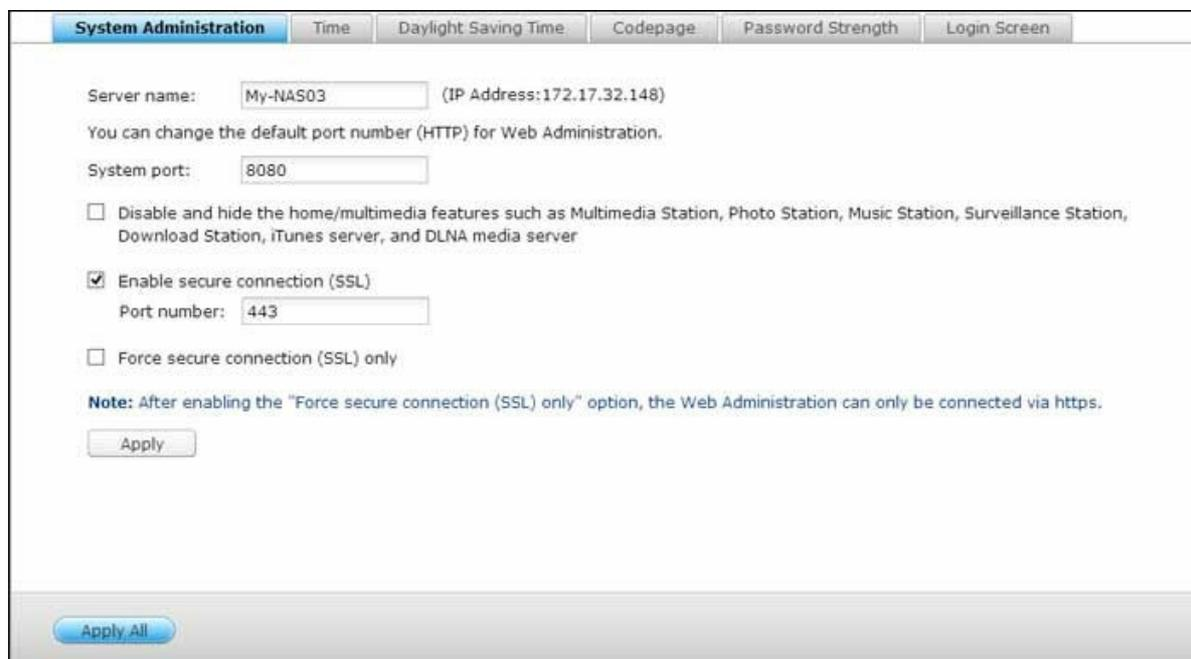 System Administration Time Daylight Saving Time Codepage Password Strength Login Screen
Server name: My-NAS03 (IP Address:172.17.32.148)
You can change the default port number (HTTP) for Web Administration.
System port: 8080
Disable and hide the home/multimedia features such as Multimedia Station, Photo Station, Music Station, Surveillance Station,
Download Station, iTunes server, and DLNA media server
Enable secure connection (SSL)
Port number: 443
Force secure connection (SSL) only
Note: After enabling the "Force secure connection (SSL) only" option, the Web Administration can only be connected via https.
Apply
Apply All